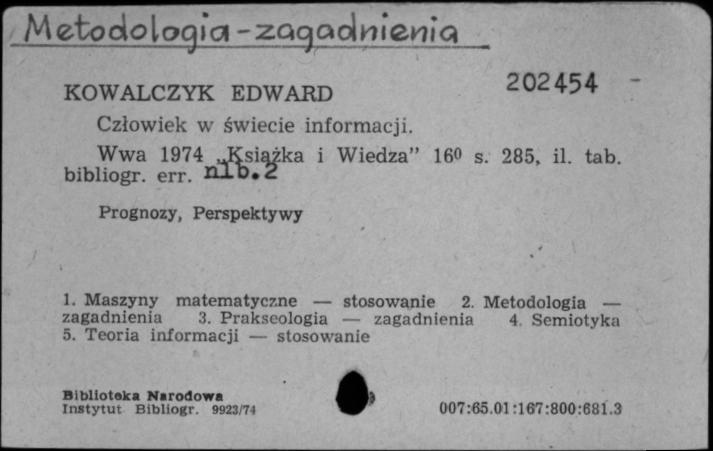 Metodologia - zagadnienia
202454 -
KOWALCZYK EDWARD
Człowiek w świecie informacji.
Wwa 1974 „Książka i Wiedza” 16⁰ s. 285, il. tab.
bibliogr. err. nlb.2
Prognozy, Perspektywy
1. Maszyny matematyczne — stosowanie 2. Metodologia —
zagadnienia 3. Prakseologia — zagadnienia 4. Semiotyka
5. Teoria informacji — stosowanie
Biblioteka Narodowa
Instytut Bibliogr. 9923/74
007:65.01:167:800:681.3